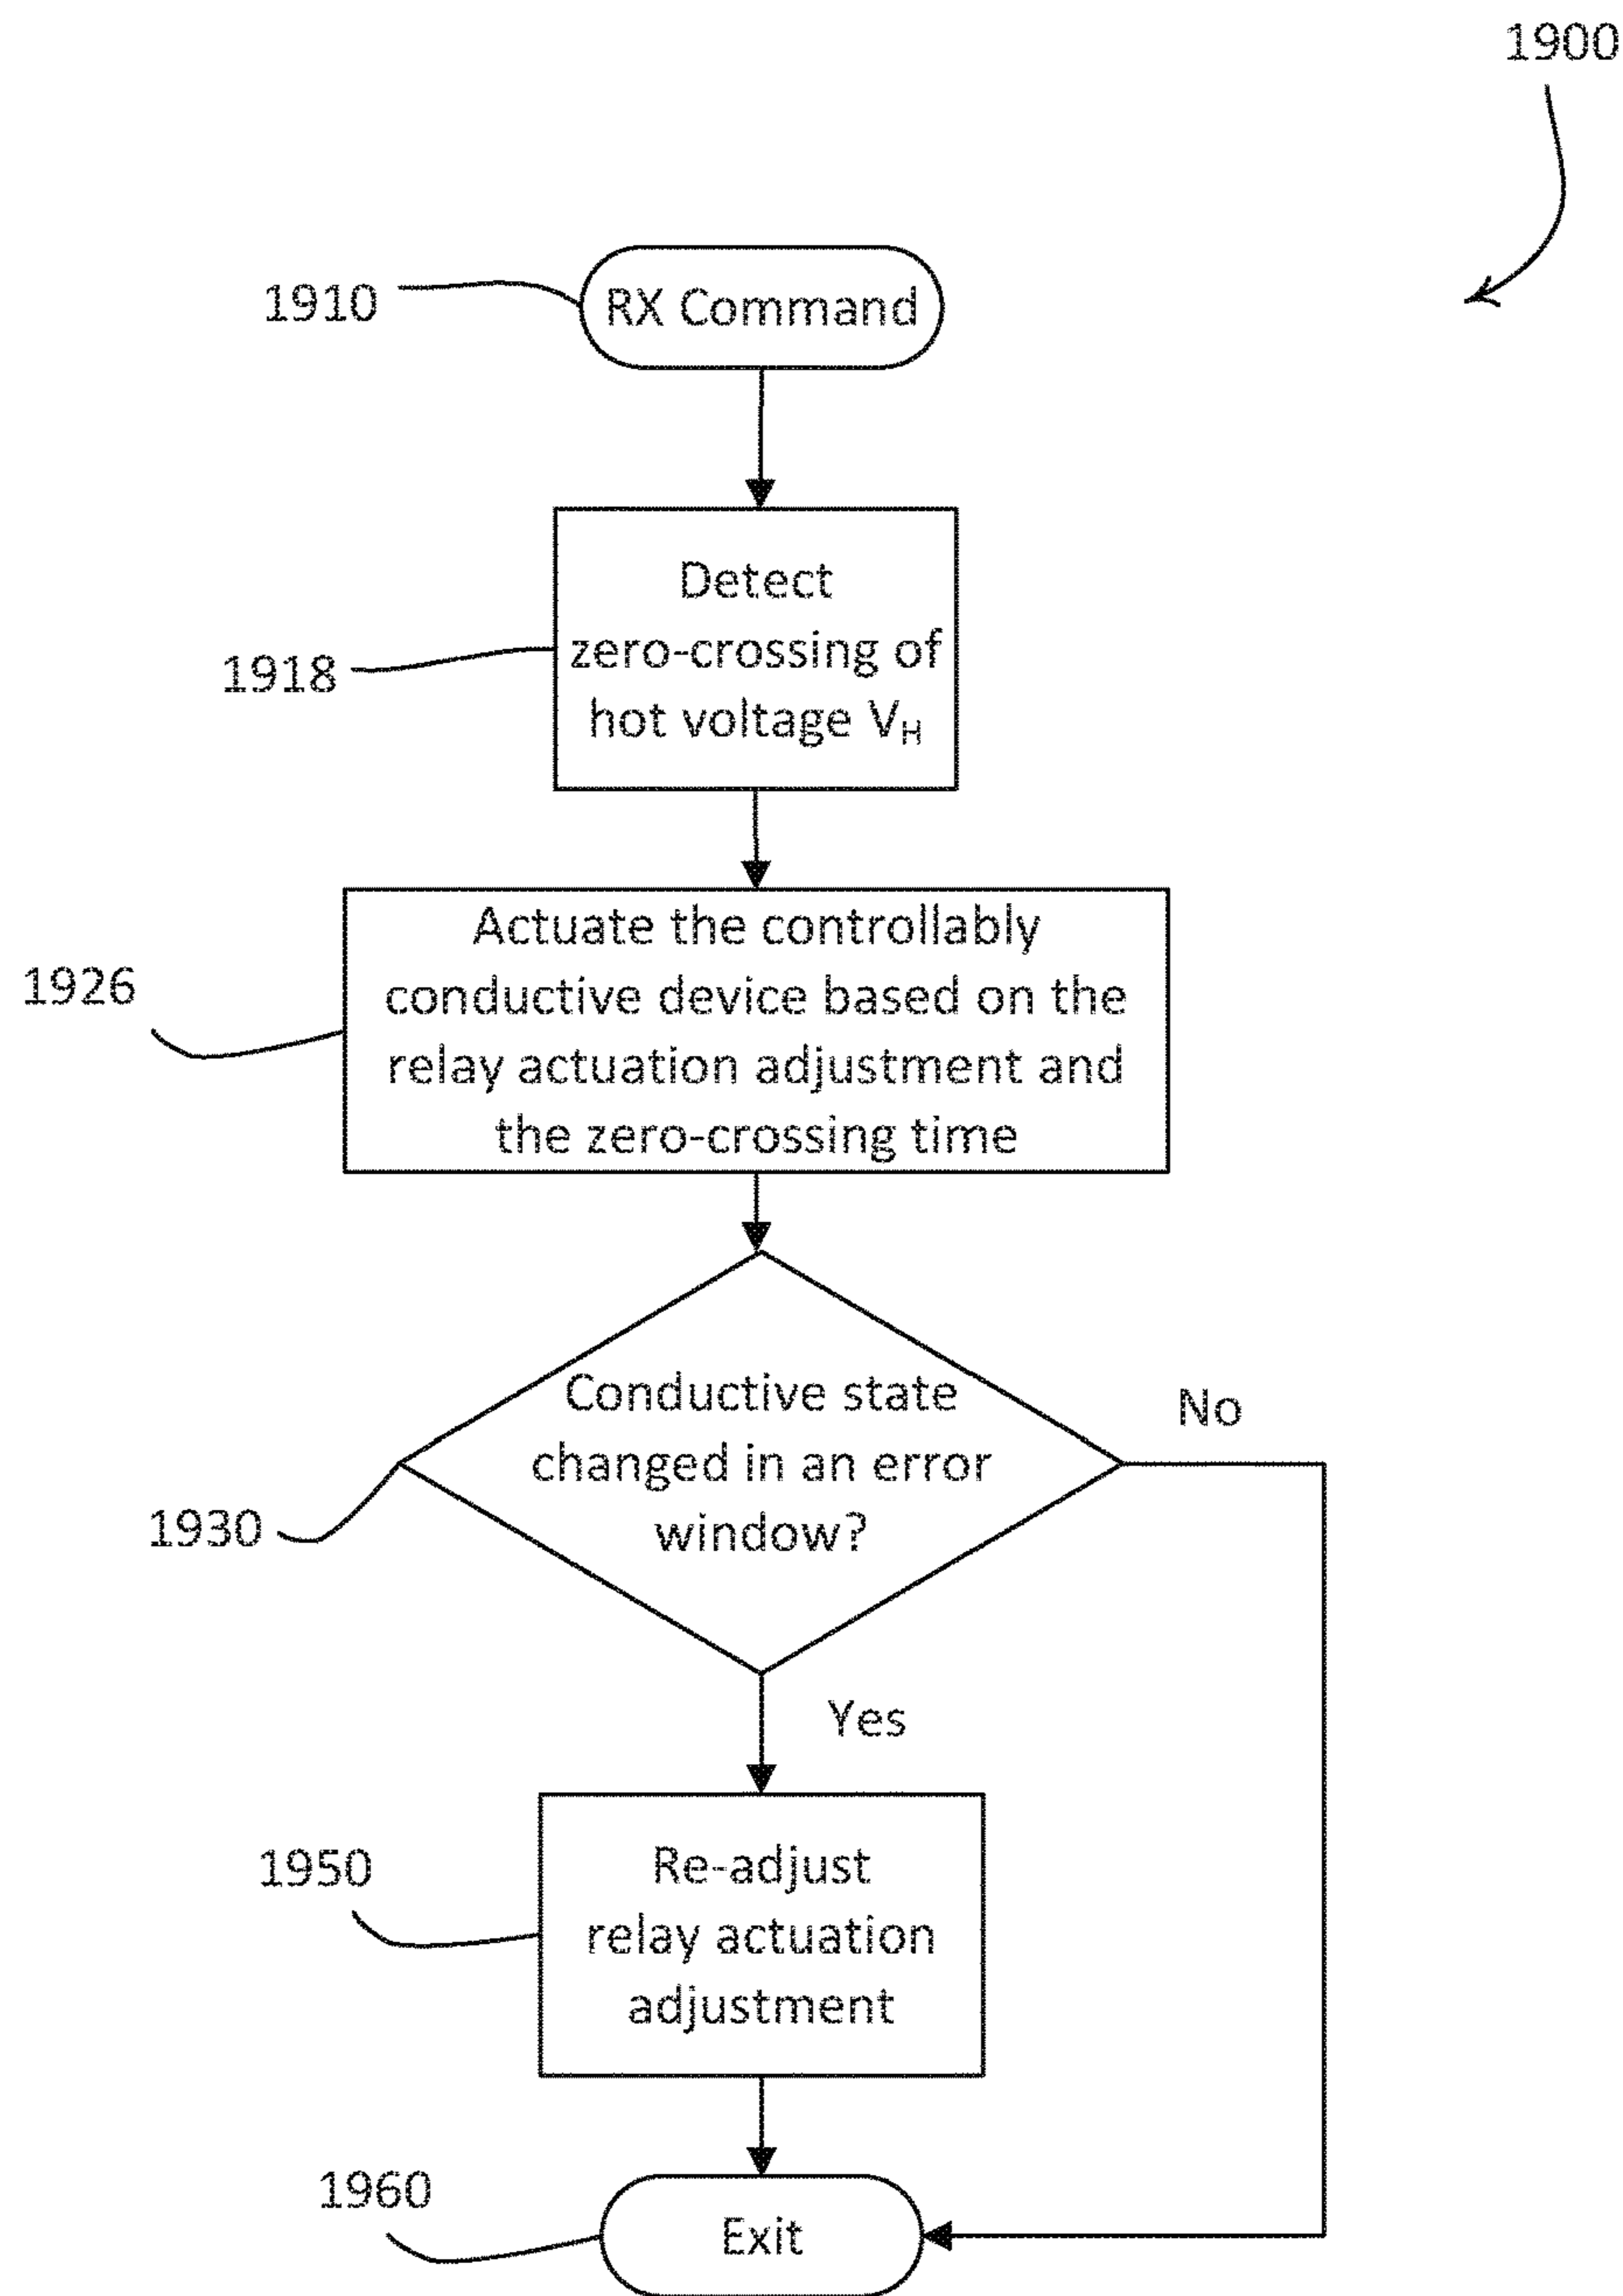 1900
1910
RX Command
Detect
zero-crossing of
hot voltage V_H
1918
Actuate the controllably
conductive device based on the
relay actuation adjustment and
the zero-crossing time
1926
Conductive state
changed in an error
window?
No
1930
Yes
Re-adjust
relay actuation
adjustment
1950
1960
Exit